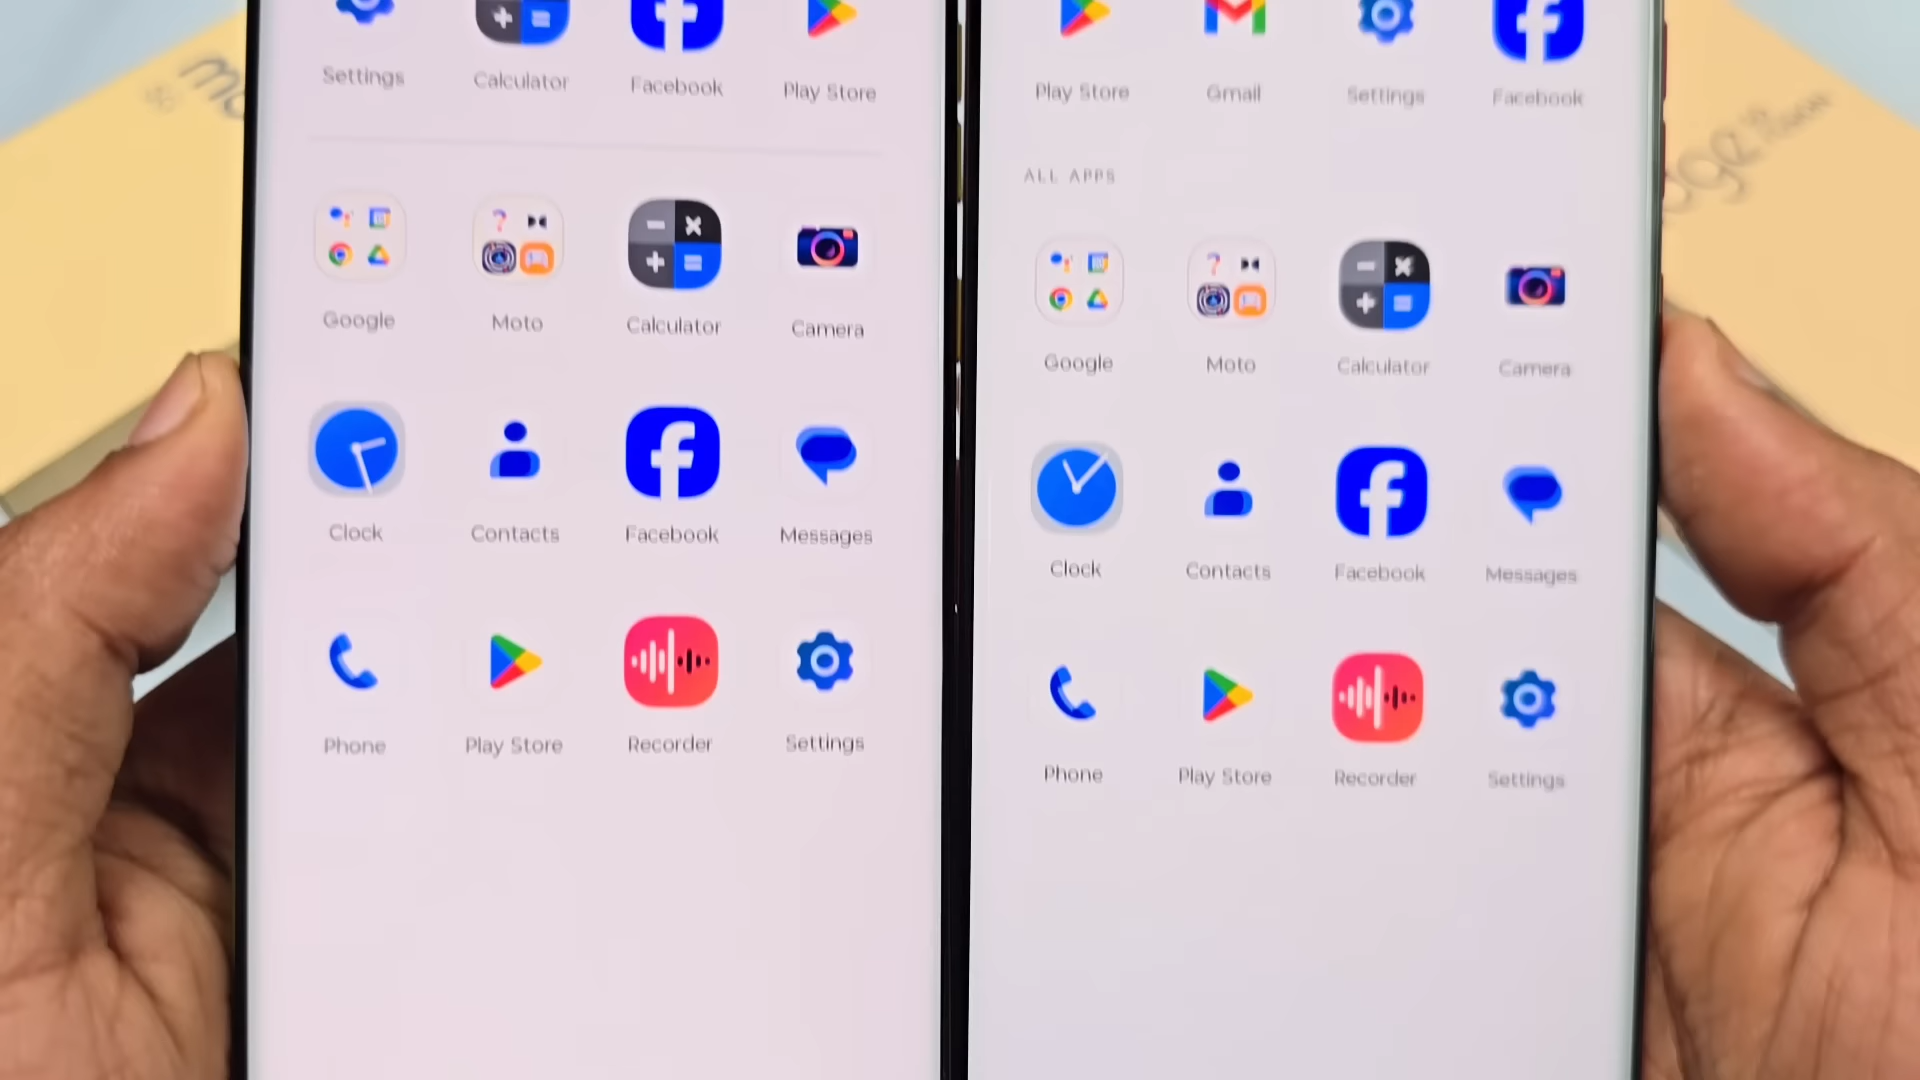 Settings Calculator Facebook Play Store
Google Moto Calculator Camera
Clock Contacts Facebook Messages
Phone Play Store Recorder Settings
Play Store Gmail Settings Facebook
ALL APPS
Google Moto Calculator Camera
Clock Contacts Facebook Messages
Phone Play Store Recorder Settings